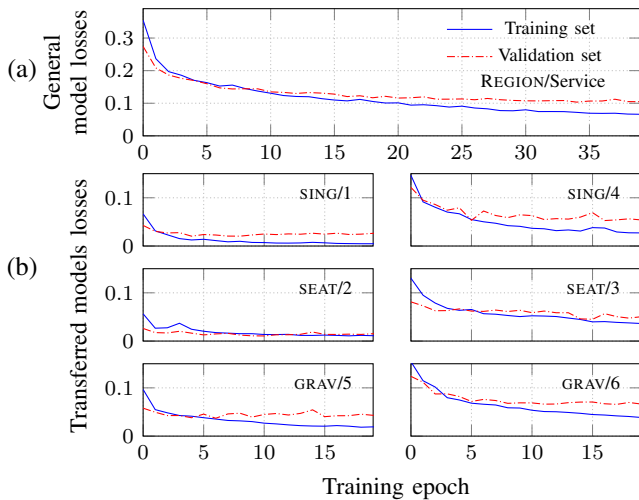 (a)
General
model losses
0.3
0.2
0.1
0
Training set
Validation set
REGION/Service
0 5 10 15 20 25 30 35
(b)
Transferred models losses
0.1
0
SING/1
SING/4
0.1
0
SEAT/2
SEAT/3
0.1
0
GRAV/5
GRAV/6
0 5 10 15
0 5 10 15
Training epoch